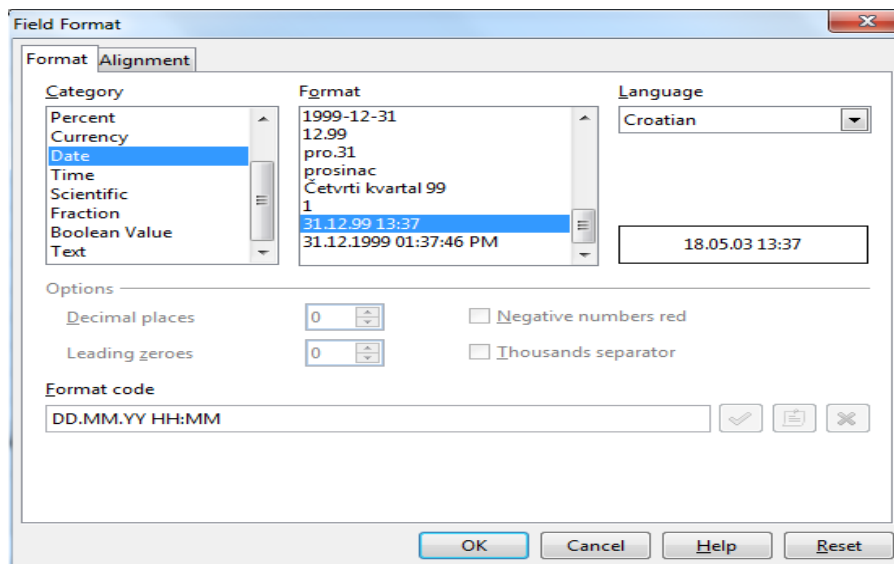 Field Format
Format Alignment
Category
Percent
Currency
Date
Time
Scientific
Fraction
Boolean Value
Text
Format
1999-12-31
12.99
pro.31
prosinac
Četvrti kvartal 99
1
31.12.99 13:37
31.12.1999 01:37:46 PM
Language
Croatian
18.05.03 13:37
Options
Decimal places 0
Negative numbers red
Leading zeroes 0
Thousands separator
Format code
DD.MM.YY HH:MM
OK Cancel Help Reset